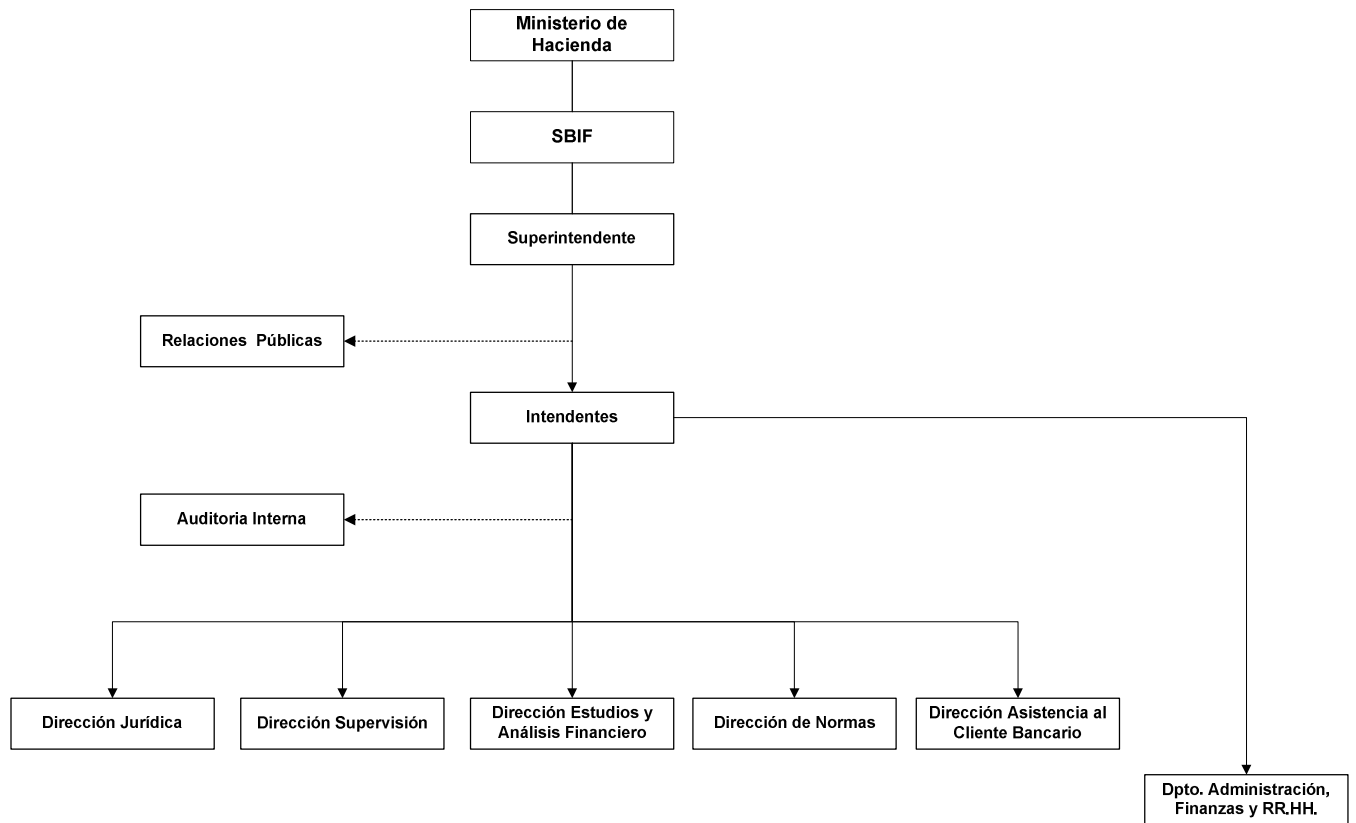 Ministerio de
Hacienda
SBIF
Superintendente
Relaciones Públicas
Intendentes
Auditoria Interna
Dirección Jurídica
Dirección Supervisión
Dirección Estudios y
Análisis Financiero
Dirección de Normas
Dirección Asistencia al
Cliente Bancario
Dpto. Administración,
Finanzas y RR.HH.